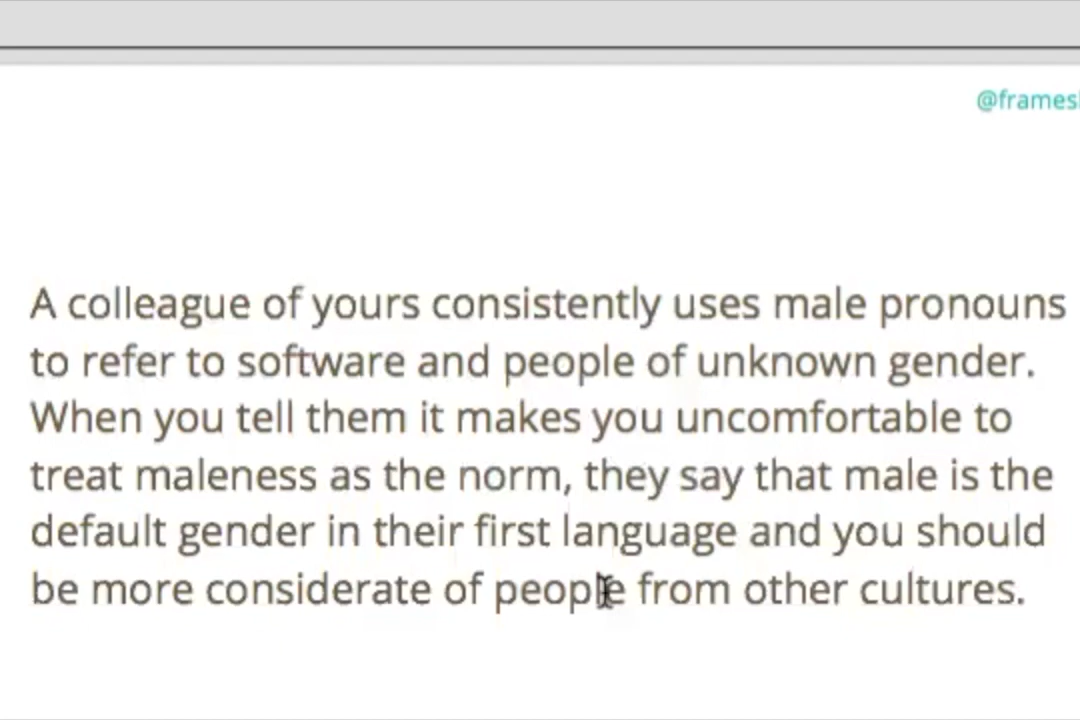 @frames
A colleague of yours consistently uses male pronouns
to refer to software and people of unknown gender.
When you tell them it makes you uncomfortable to
treat maleness as the norm, they say that male is the
default gender in their first language and you should
be more considerate of people from other cultures.